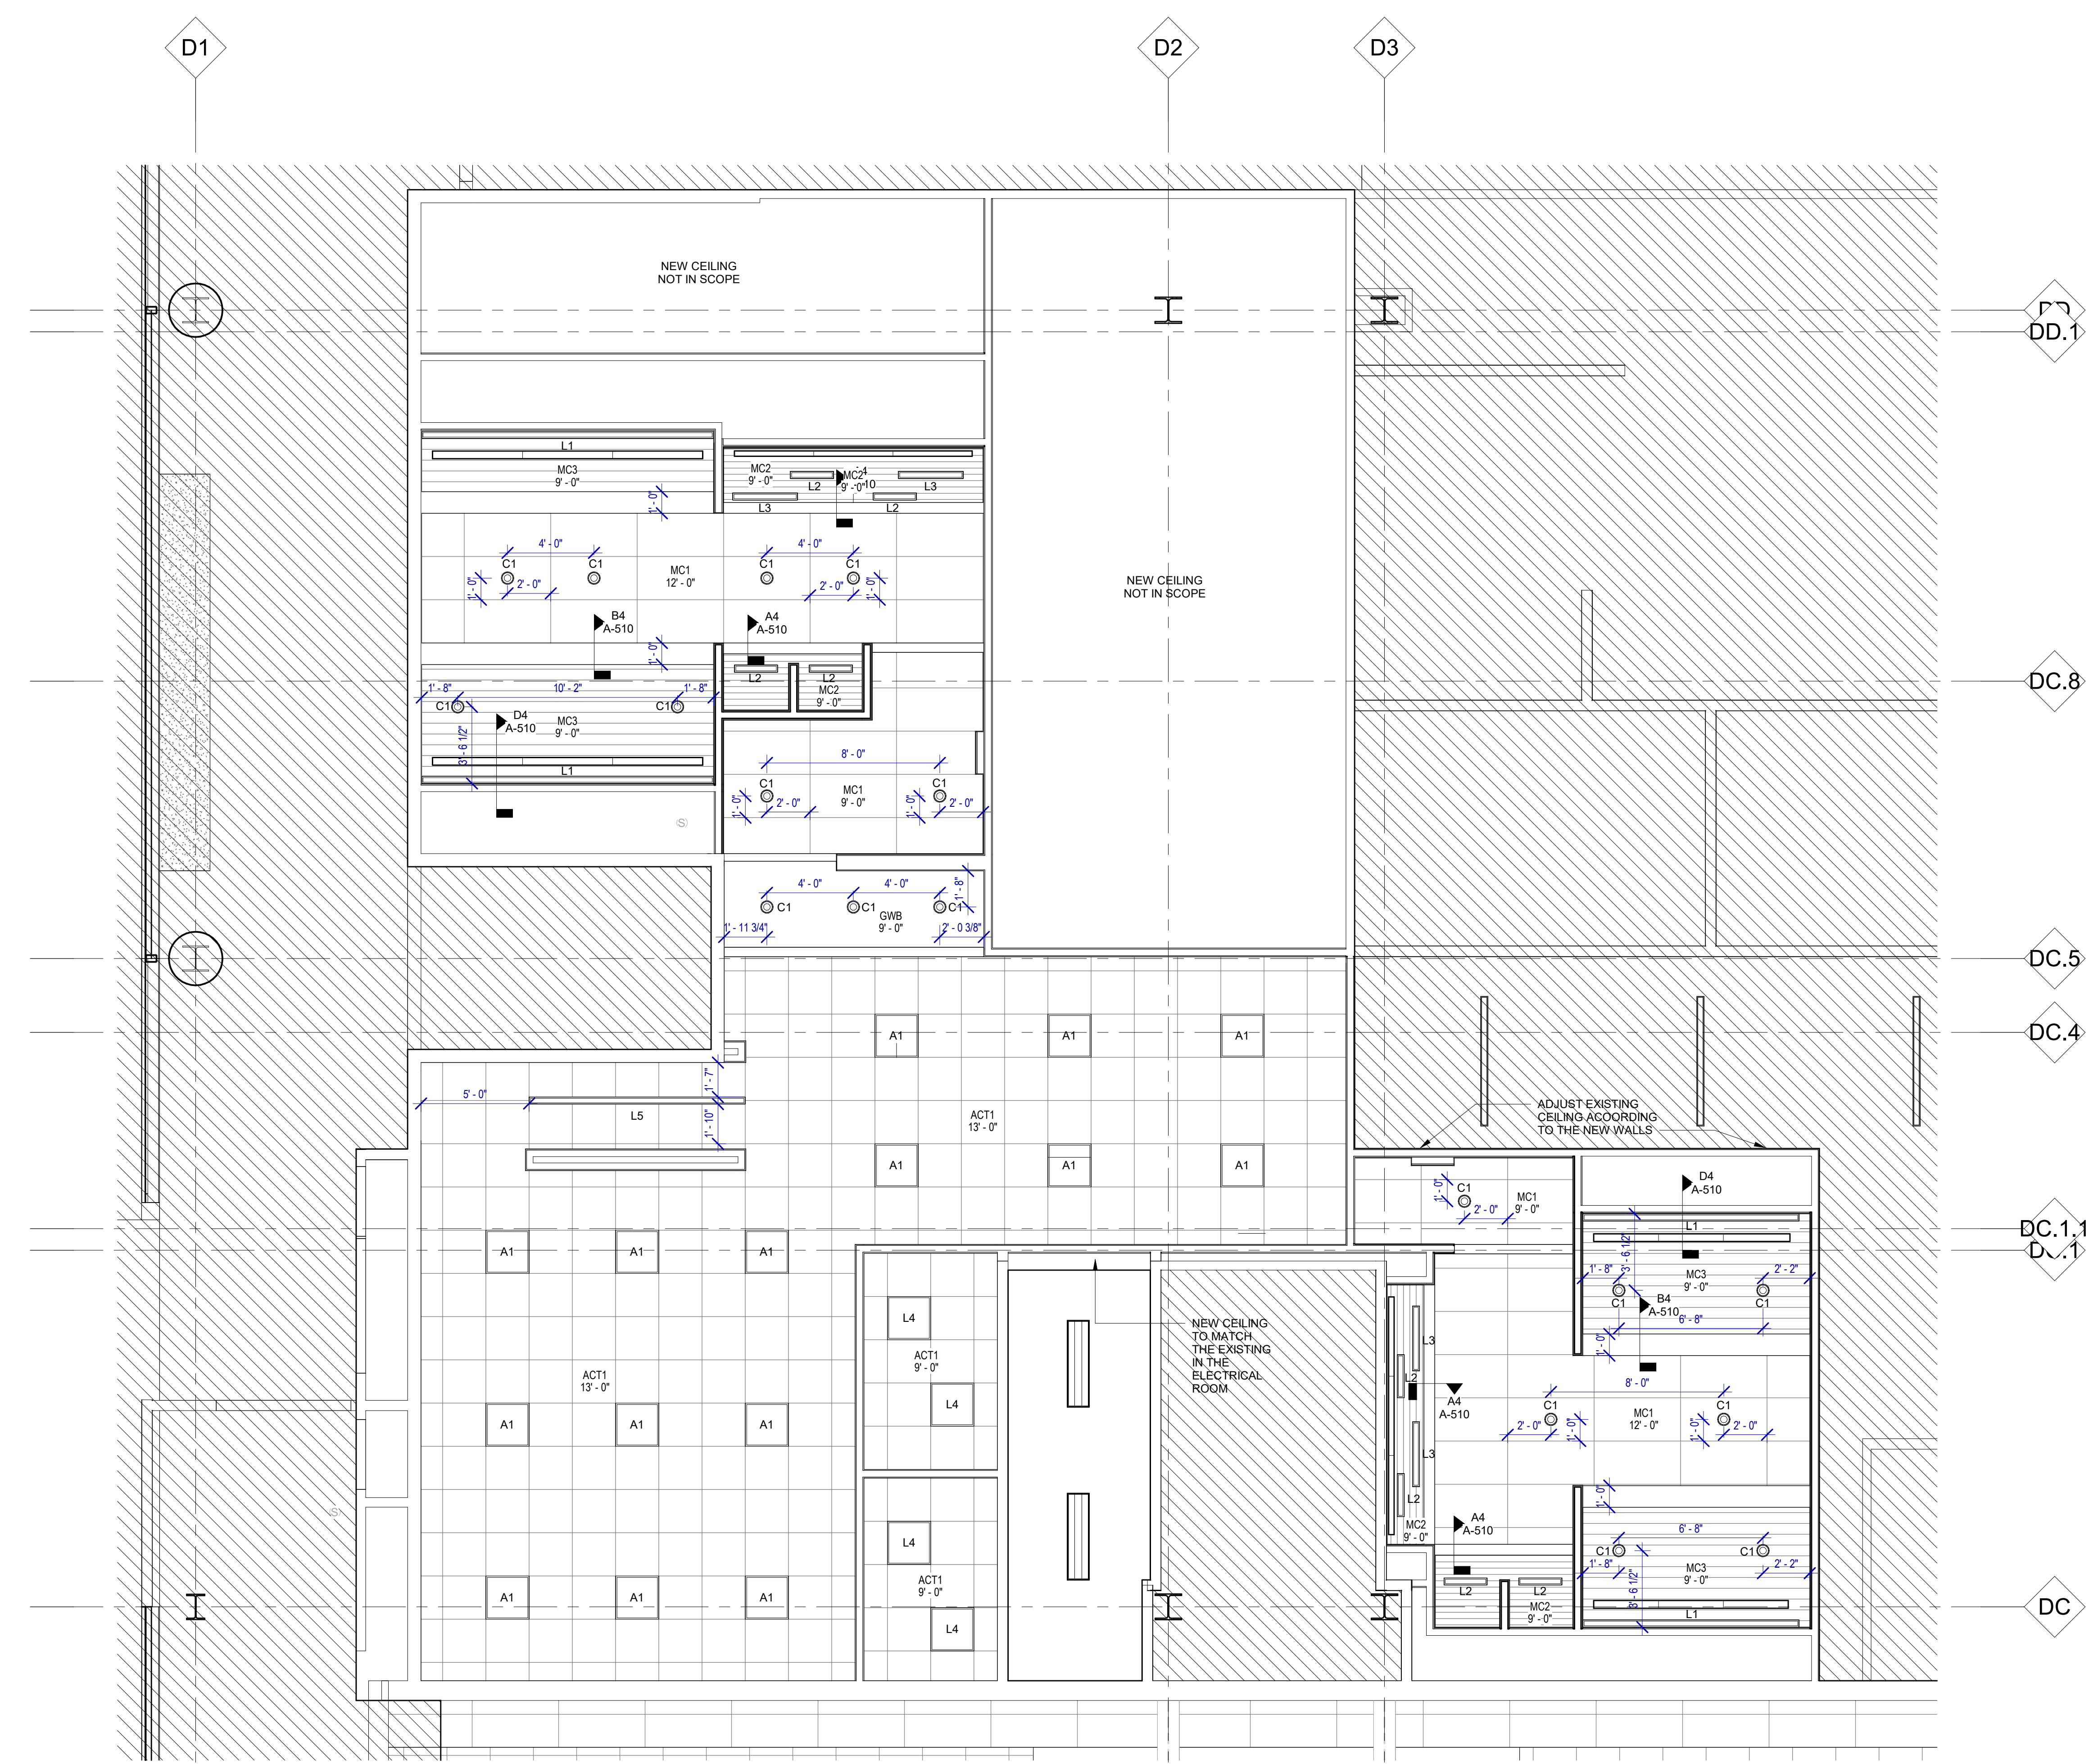 D1
D2
D3
NEW CEILING
NOT IN SCOPE
DD.1
L1
MC3
9' - 0"
1' - 0"
MC2
9' - 0"
L2
MC2
9' - 0"
L3
L3
L2
4' - 0"
4' - 0"
C1
C1
C1
C1
MC1
12' - 0"
1' - 0"
2' - 0"
2' - 0"
1' - 0"
NEW CEILING
NOT IN SCOPE
B4
A-510
A4
A-510
1' - 0"
L2
L2
MC2
9' - 0"
DC.8
1' - 8"
10' - 2"
1' - 8"
C1
C1
D4
A-510
MC3
9' - 0"
3' - 6 1/2"
L1
8' - 0"
C1
C1
MC1
9' - 0"
1' - 0"
2' - 0"
1' - 0"
2' - 0"
(S)
4' - 0"
4' - 0"
1' - 8"
C1
C1
C1
GWB
9' - 0"
1' - 11 3/4"
2' - 0 3/8"
DC.5
DC.4
A1
A1
A1
1' - 7"
5' - 0"
L5
1' - 10"
ACT1
13' - 0"
ADJUST EXISTING
CEILING ACOORDING
TO THE NEW WALLS
A1
A1
A1
1' - 0"
C1
2' - 0"
MC1
9' - 0"
D4
A-510
L1
DC.1.1
A1
A1
A1
3' - 6 1/2"
1' - 8"
MC3
9' - 0"
2' - 2"
C1
C1
B4
A-510
6' - 8"
L4
NEW CEILING
TO MATCH
THE EXISTING
IN THE
ELECTRICAL
ROOM
L3
1' - 0"
ACT1
9' - 0"
ACT1
13' - 0"
L2
A4
A-510
8' - 0"
L4
C1
C1
MC1
12' - 0"
2' - 0"
1' - 0"
1' - 0"
2' - 0"
A1
A1
A1
L3
L2
1' - 0"
(S)
MC2
9' - 0"
A4
A-510
6' - 8"
L4
C1
C1
1' - 8"
MC3
9' - 0"
2' - 2"
ACT1
9' - 0"
L2
L2
3' - 6 1/2"
A1
A1
A1
MC2
9' - 0"
L1
DC
L4